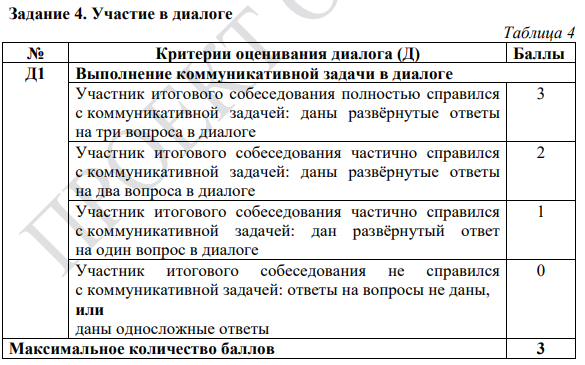 Задание 4. Участие в диалоге
Таблица 4
№ Критерии оценивания диалога (Д) Баллы
Д1 Выполнение коммуникативной задачи в диалоге
Участник итогового собеседования полностью справился 3
с коммуникативной задачей: даны развёрнутые ответы
на три вопроса в диалоге
Участник итогового собеседования частично справился 2
с коммуникативной задачей: даны развёрнутые ответы
на два вопроса в диалоге
Участник итогового собеседования частично справился 1
с коммуникативной задачей: дан развёрнутый ответ
на один вопрос в диалоге
Участник итогового собеседования не справился 0
с коммуникативной задачей: ответы на вопросы не даны,
или
даны односложные ответы
Максимальное количество баллов 3
ПРОЕКТ